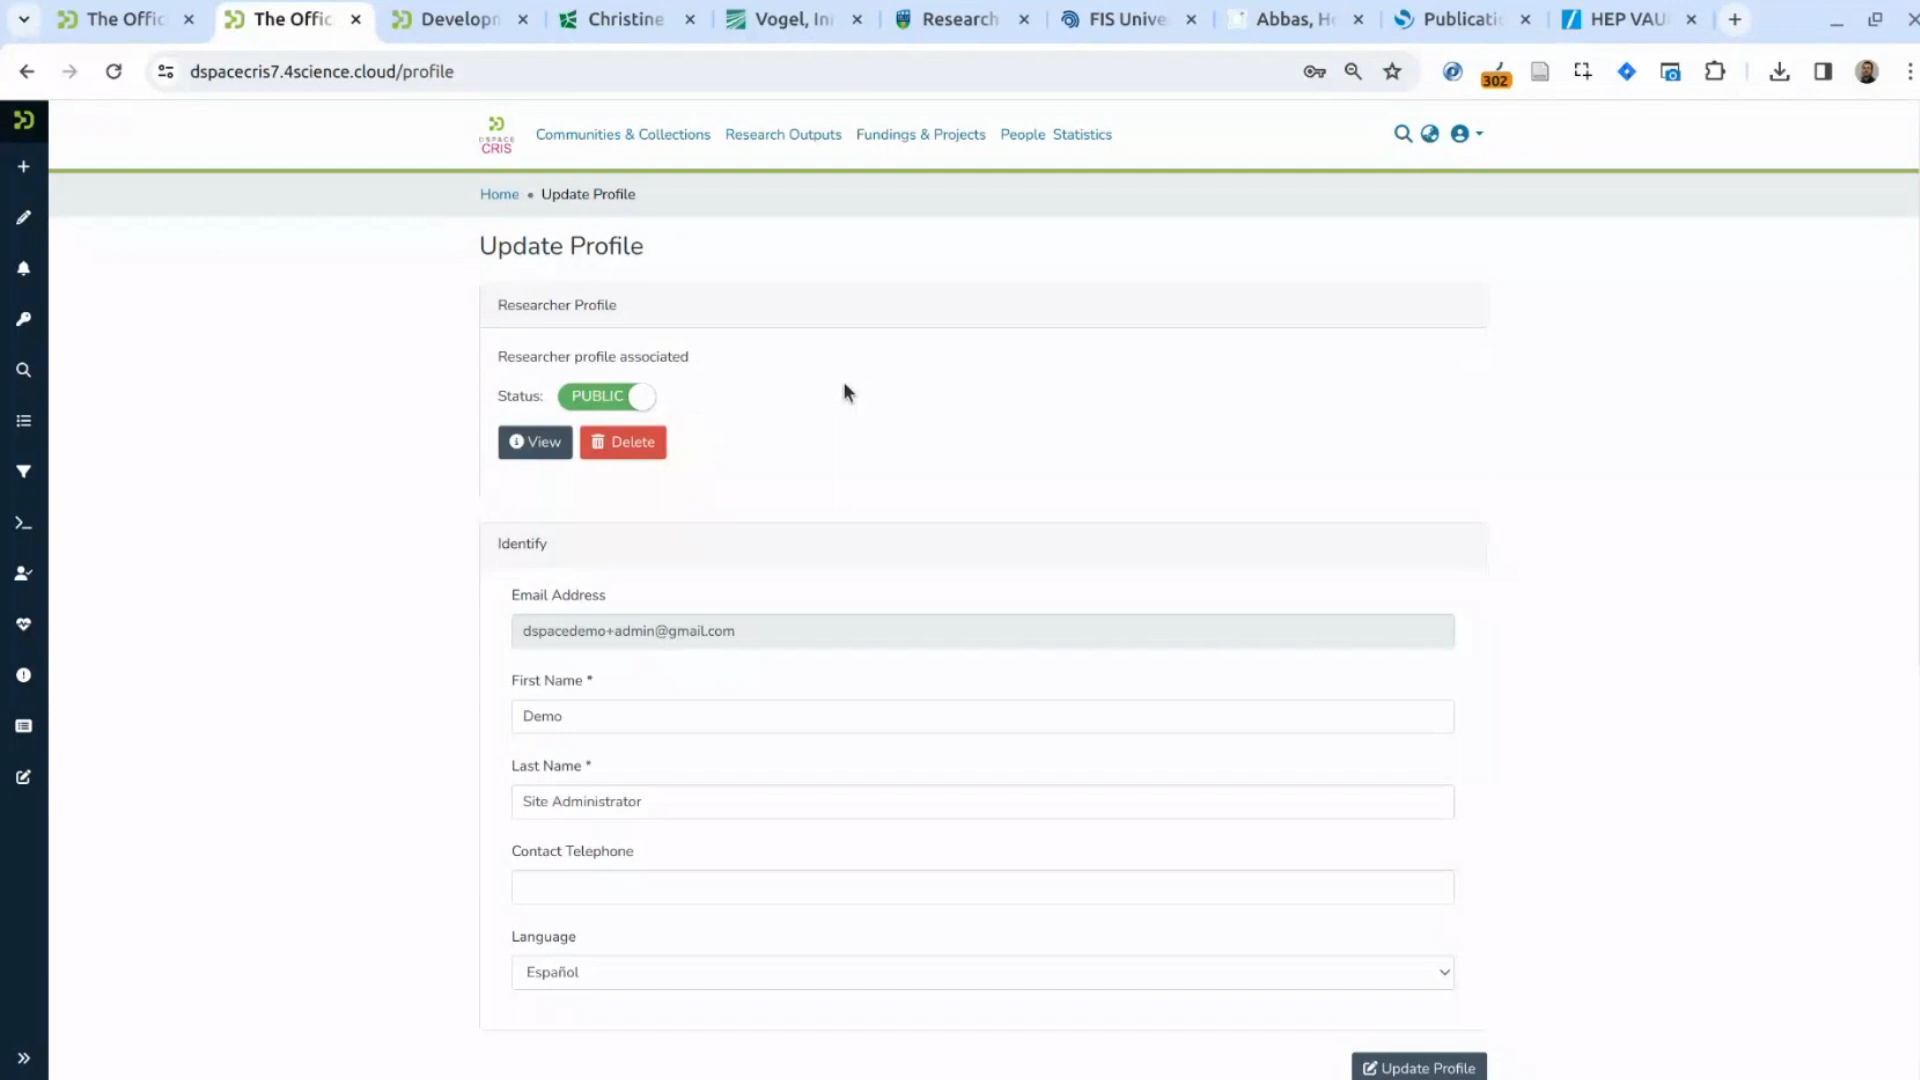 The Offic
The Offic
Developm
Christine
Vogel, Ini
Research
FIS Unive
Abbas, H
Publicati
HEP VAU
dspacecris7.4science.cloud/profile
302
DSPACE
CRIS
Communities & Collections
Research Outputs
Fundings & Projects
People
Statistics
Home • Update Profile
Update Profile
Researcher Profile
Researcher profile associated
Status: PUBLIC
View
Delete
Identify
Email Address
dspacedemo+admin@gmail.com
First Name *
Demo
Last Name *
Site Administrator
Contact Telephone
Language
Español
Update Profile